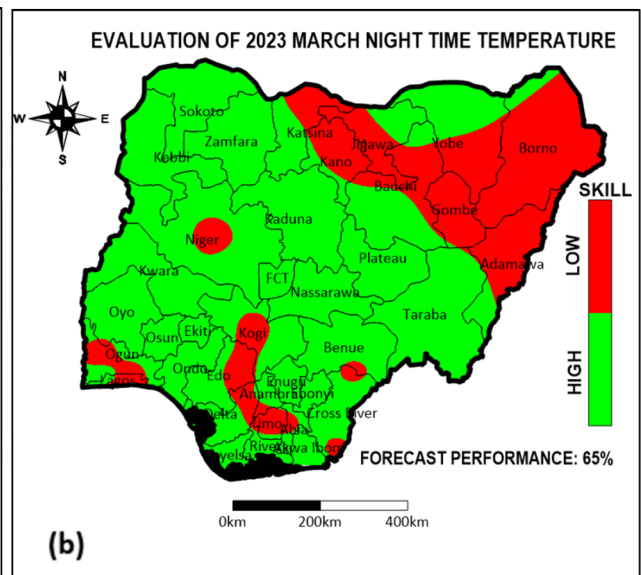 EVALUATION OF 2023 MARCH NIGHT TIME TEMPERATURE
N
W E
S
Sokoto
Zamfara
Kebbi
Katsina
Kano
Jigawa
Yobe
Borno
Bauchi
Gombe
Adamawa
SKILL
LOW
HIGH
Niger
Kaduna
Plateau
Kwara
FCT
Nassarawa
Taraba
Oyo
Osun
Ekiti
Kogi
Benue
Ogun
Lagos
Ondo
Edo
Enugu
Anambra
Ebonyi
Cross River
Delta
Imo
Abia
Rivers
Akwa Ibom
Bayelsa
FORECAST PERFORMANCE: 65%
0km 200km 400km
(b)